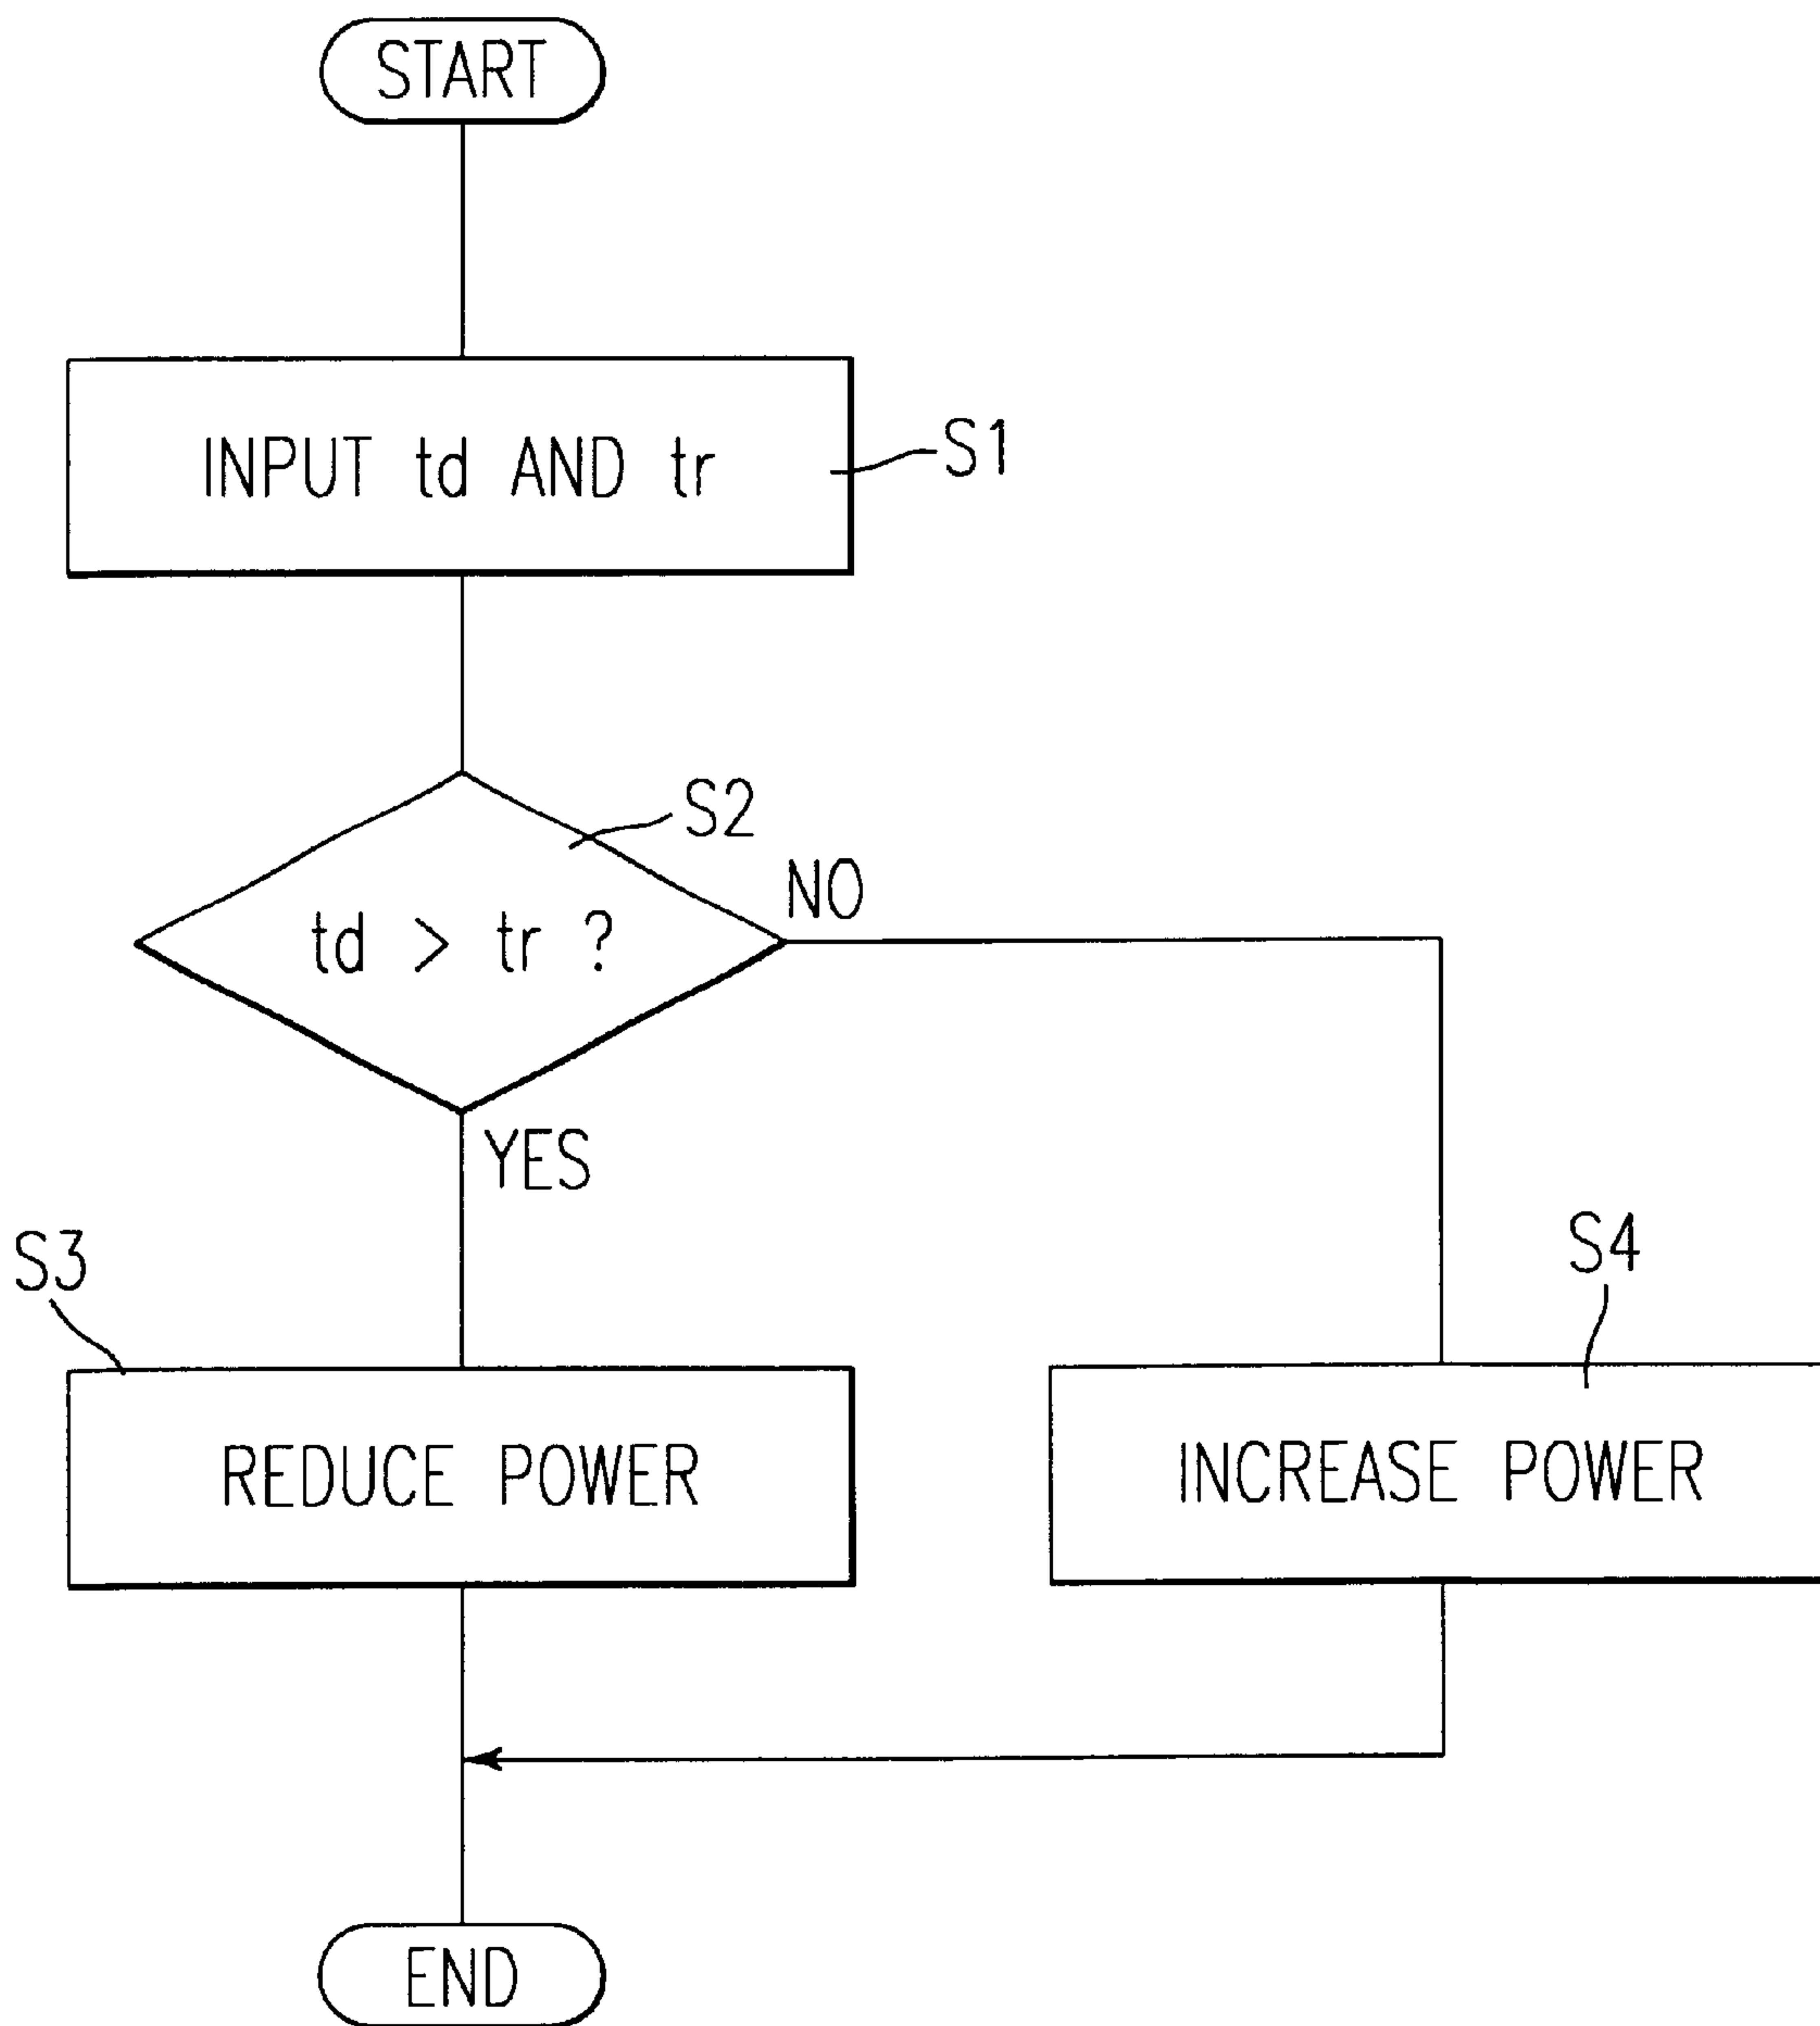 START
INPUT td AND tr
S1
S2
td > tr ?
NO
YES
S3
S4
REDUCE POWER
INCREASE POWER
END